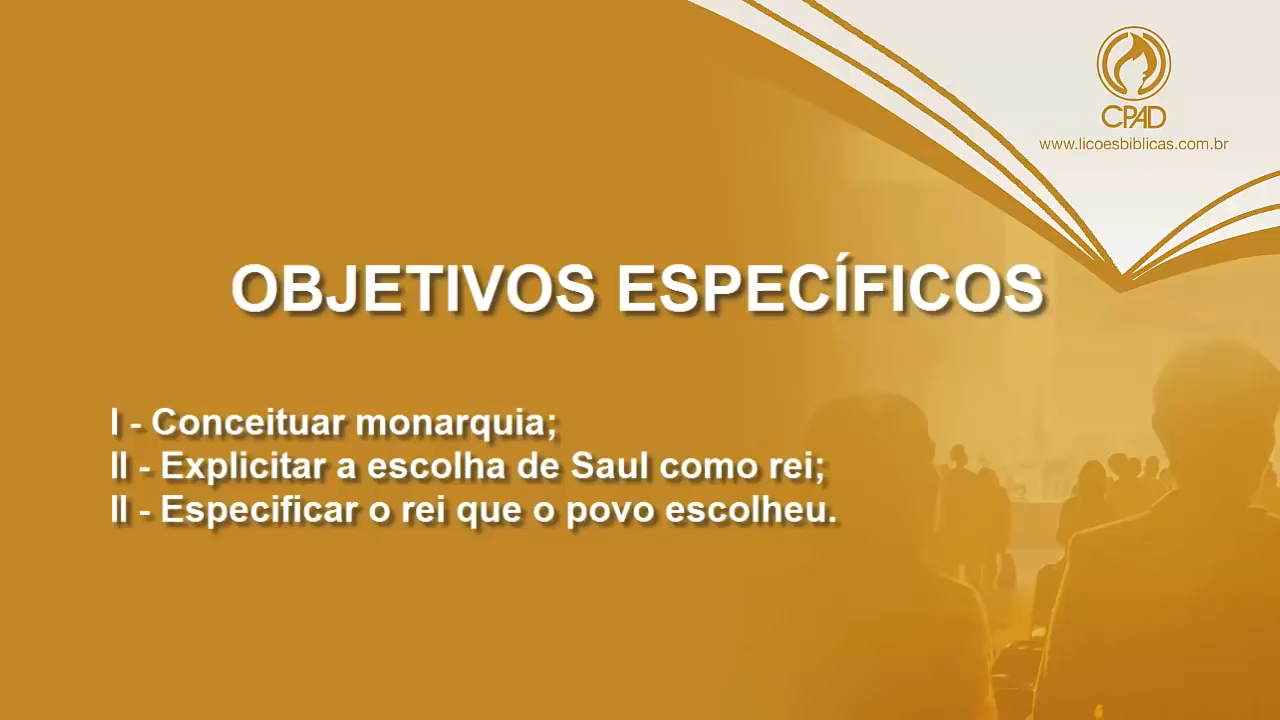 CPAD
www.licoesbiblicas.com.br
OBJETIVOS ESPECÍFICOS
I - Conceituar monarquia;
II - Explicitar a escolha de Saul como rei;
II - Especificar o rei que o povo escolheu.